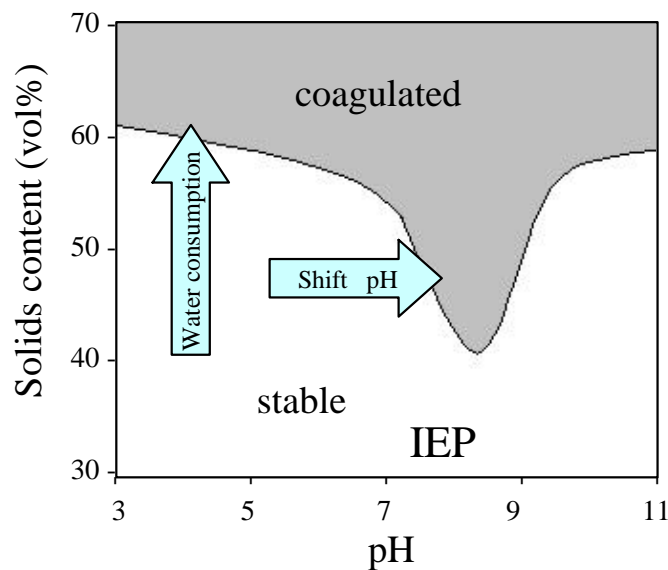 70
60
50
40
30
Solids content (vol%)
coagulated
Water consumption
Shift pH
stable
IEP
3 5 7 9 11
pH